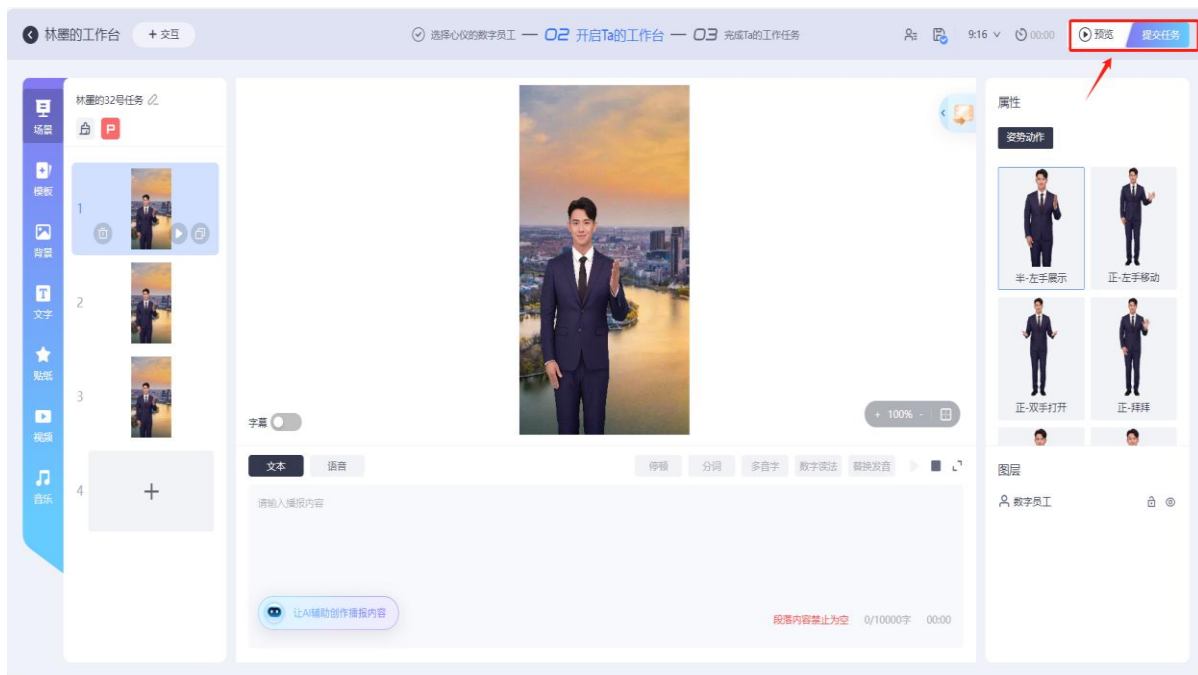 林墨的工作台
+ 交互
选择心仪的数字员工 — 02 开启Ta的工作台 — 03 完成Ta的工作任务
9:16
00:00
预览
提交任务
场景
模板
背景
文字
贴纸
视频
音乐
林墨的32号任务
P
1
2
3
4
+
字幕
+ 100% -
文本
语音
停顿
分词
多音字
数字读法
替换发音
请输入播报内容
让AI辅助创作播报内容
段落内容禁止为空
0/10000字
00:00
属性
姿势动作
半-左手展示
正-左手移动
正-双手打开
正-拜拜
图层
数字员工